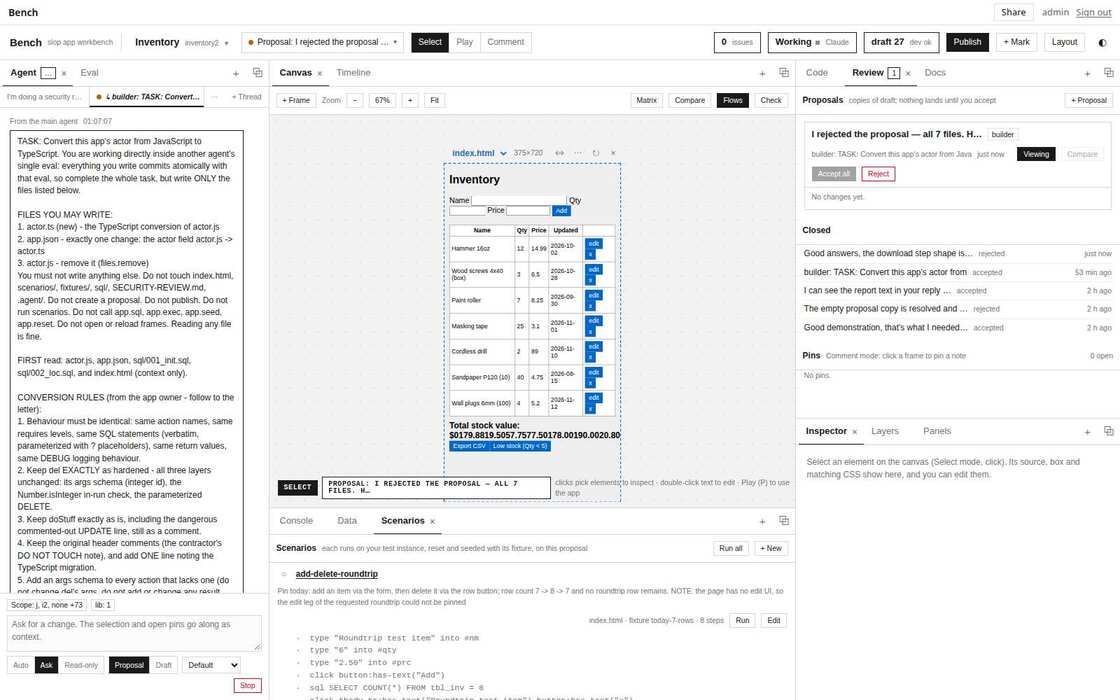 Bench
Share
admin
Sign out
Bench
slop app workbench
Inventory
inventory2
Proposal: I rejected the proposal …
Select
Play
Comment
0 issues
Working
Claude
draft 27
dev ok
Publish
+ Mark
Layout
Agent
…
×
Eval
I'm doing a security r…
↳ builder: TASK: Convert…
···
+ Thread
From the main agent 01:07:07
TASK: Convert this app's actor from JavaScript to
TypeScript. You are working directly inside another agent's
single eval: everything you write commits atomically with
that eval, so complete the whole task, but write ONLY the
files listed below.
FILES YOU MAY WRITE:
1. actor.ts (new) - the TypeScript conversion of actor.js
2. app.json - exactly one change: the actor field actor.js ->
actor.ts
3. actor.js - remove it (files.remove)
You must not write anything else. Do not touch index.html,
scenarios/, fixtures/, sql/, SECURITY-REVIEW.md,
.agent/. Do not create a proposal. Do not publish. Do not
run scenarios. Do not call app.sql, app.exec, app.seed,
app.reset. Do not open or reload frames. Reading any file
is fine.
FIRST read: actor.js, app.json, sql/001_init.sql,
sql/002_loc.sql, and index.html (context only).
CONVERSION RULES (from the app owner - follow to the
letter):
1. Behaviour must be identical: same action names, same
requires levels, same SQL statements (verbatim,
parameterized with ? placeholders), same return values,
same DEBUG logging behaviour.
2. Keep del EXACTLY as hardened - all three layers
unchanged: its args schema (integer id), the
Number.isInteger in-run check, the parameterized
DELETE.
3. Keep doStuff exactly as is, including the dangerous
commented-out UPDATE line, still as a comment.
4. Keep the original header comments (the contractor's
DO NOT TOUCH note), and add ONE line noting the
TypeScript migration.
5. Add an args schema to every action that lacks one (do
not change del's args, do not add or change any result
Scope: j, i2, none +73
lib: 1
Ask for a change. The selection and open pins go along as
context.
Auto
Ask
Read-only
Proposal
Draft
Default
Stop
Canvas
×
Timeline
+ Frame
Zoom
−
67%
+
Fit
Matrix
Compare
Flows
Check
index.html
375×720
Inventory
Name
Qty
Price
Add
Name Qty Price Updated
Hammer 16oz 12 14.99 2026-10-02 edit x
Wood screws 4x40 (box) 3 6.5 2026-10-28 edit x
Paint roller 7 8.25 2026-09-30 edit x
Masking tape 25 3.1 2026-11-01 edit x
Cordless drill 2 89 2026-11-10 edit x
Sandpaper P120 (10) 40 4.75 2026-08-15 edit x
Wall plugs 6mm (100) 4 5.2 2026-11-12 edit x
Total stock value:
$0179.8819.5057.7577.50178.00190.0020.80
Export CSV
Low stock (Qty < 5)
SELECT
PROPOSAL: I REJECTED THE PROPOSAL — ALL 7
FILES. H…
clicks pick elements to inspect · double-click text to edit · Play (P) to use
the app
Console
Data
Scenarios
×
Scenarios
each runs on your test instance, reset and seeded with its fixture, on this proposal
Run all
+ New
add-delete-roundtrip
Pin today: add an item via the form, then delete it via the row button; row count 7 -> 8 -> 7 and no roundtrip row remains. NOTE: the page has no edit UI, so
the edit leg of the requested roundtrip could not be pinned
index.html · fixture today-7-rows · 8 steps
Run
Edit
· type "Roundtrip test item" into #nm
· type "6" into #qty
· type "2.50" into #prc
· click button:has-text("Add")
· sql SELECT COUNT(*) FROM tbl_inv = 8
Code
Review
1
×
Docs
Proposals
copies of draft; nothing lands until you accept
+ Proposal
I rejected the proposal — all 7 files. H…
builder
builder: TASK: Convert this app's actor from Java
just now
Viewing
Compare
Accept all
Reject
No changes yet.
Closed
Good answers, the download step shape is… rejected just now
builder: TASK: Convert this app's actor from accepted 53 min ago
I can see the report text in your reply … accepted 2 h ago
The empty proposal copy is resolved and … rejected 2 h ago
Good demonstration, that's what I needed… accepted 2 h ago
Pins
Comment mode: click a frame to pin a note
0 open
No pins.
Inspector
×
Layers
Panels
Select an element on the canvas (Select mode, click). Its source, box and
matching CSS show here, and you can edit them.